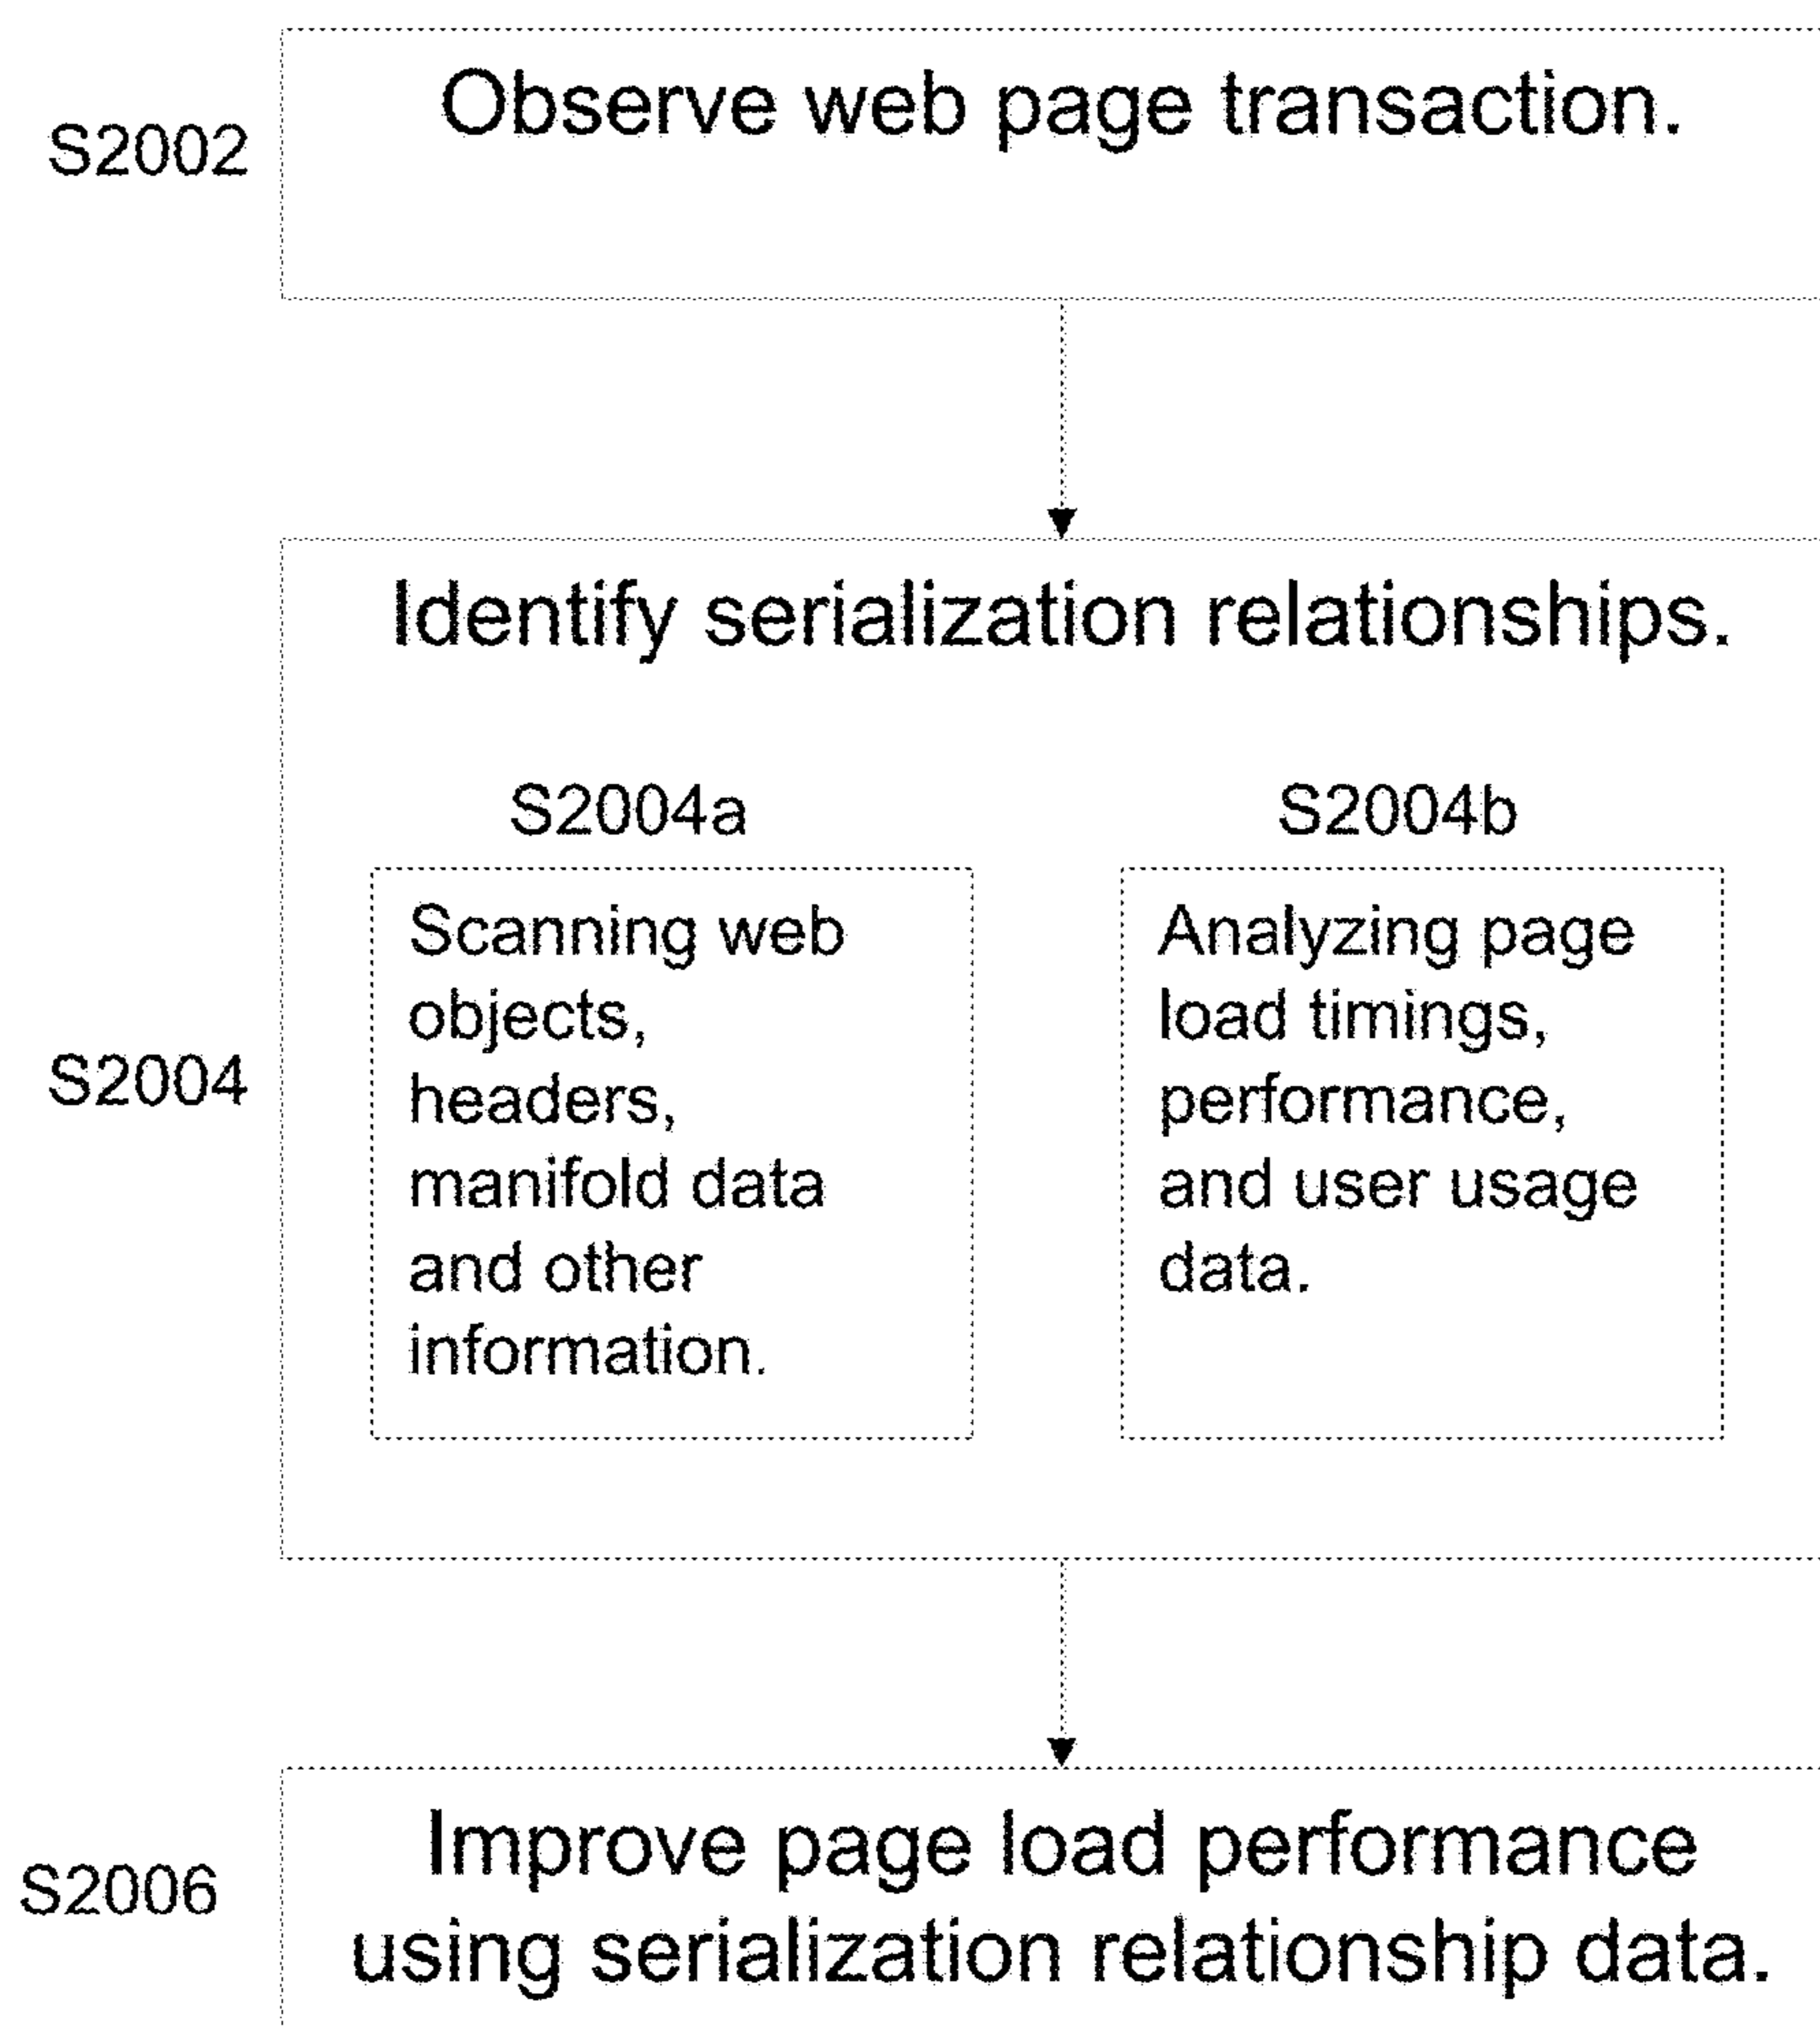 S2002
Observe web page transaction.
S2004
Identify serialization relationships.
S2004a
Scanning web
objects,
headers,
manifold data
and other
information.
S2004b
Analyzing page
load timings,
performance,
and user usage
data.
S2006
Improve page load performance
using serialization relationship data.